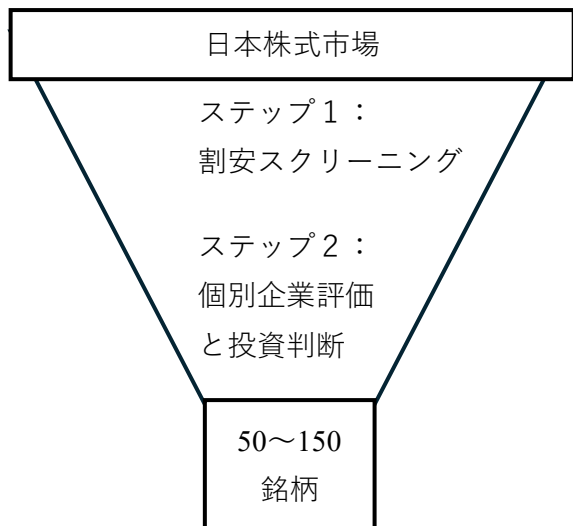 日本株式市場
ステップ１：
割安スクリーニング
ステップ２：
個別企業評価
と投資判断
50～150
銘柄